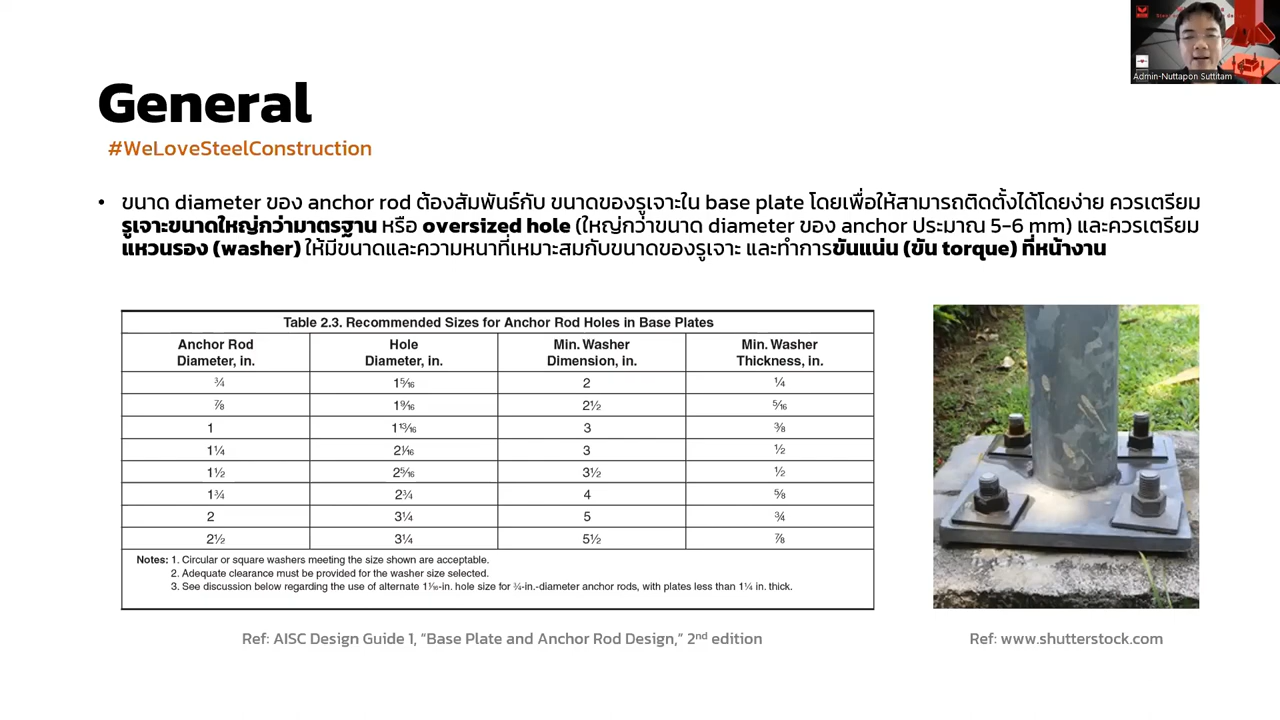 Admin-Nuttapon Suttitam
General
#WeLoveSteelConstruction
• ขนาด diameter ของ anchor rod ต้องสัมพันธ์กับ ขนาดของรูเจาะใน base plate โดยเพื่อให้สามารถติดตั้งได้โดยง่าย ควรเตรียม
รูเจาะขนาดใหญ่กว่ามาตรฐาน หรือ oversized hole (ใหญ่กว่าขนาด diameter ของ anchor ประมาณ 5-6 mm) และควรเตรียม
แหวนรอง (washer) ให้มีขนาดและความหนาที่เหมาะสมกับขนาดของรูเจาะ และทำการขันแน่น (ขัน torque) ที่หน้างาน
Table 2.3. Recommended Sizes for Anchor Rod Holes in Base Plates
Anchor Rod Diameter, in. Hole Diameter, in. Min. Washer Dimension, in. Min. Washer Thickness, in.
¾ 1⁵⁄₁₆ 2 ¼
⅞ 1⁹⁄₁₆ 2½ ⁵⁄₁₆
1 1¹³⁄₁₆ 3 ⅜
1¼ 2¹⁄₁₆ 3 ½
1½ 2⁵⁄₁₆ 3½ ½
1¾ 2¾ 4 ⅝
2 3¼ 5 ¾
2½ 3¼ 5½ ⅞
Notes: 1. Circular or square washers meeting the size shown are acceptable.
2. Adequate clearance must be provided for the washer size selected.
3. See discussion below regarding the use of alternate 1¹⁄₁₆-in. hole size for ¾-in.-diameter anchor rods, with plates less than 1¼ in. thick.
Ref: AISC Design Guide 1, “Base Plate and Anchor Rod Design,” 2nd edition
Ref: www.shutterstock.com